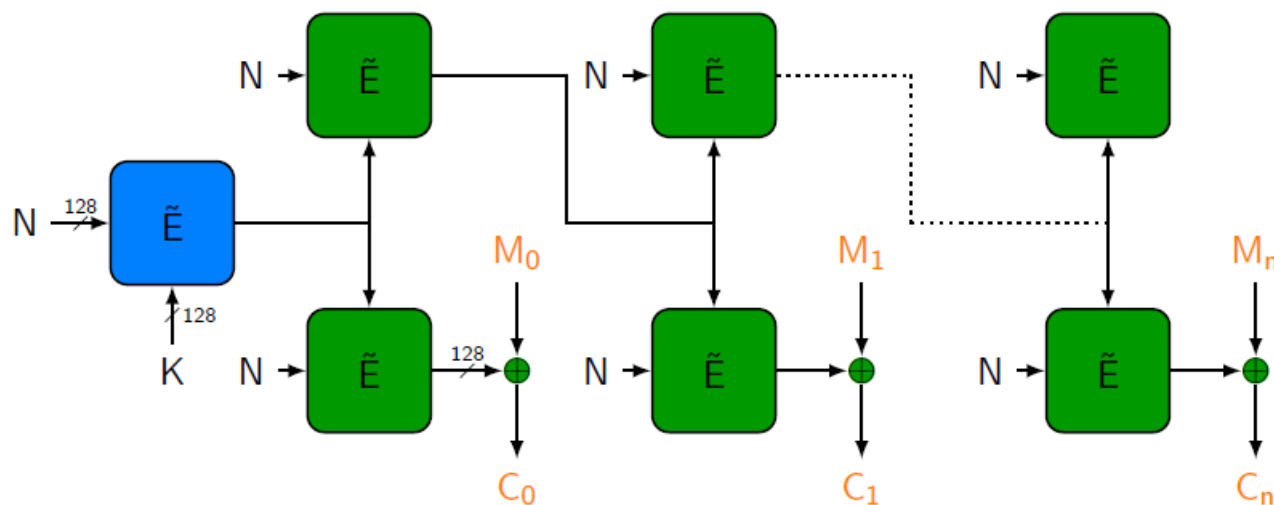 N Ẽ N Ẽ N Ẽ
N 128 Ẽ
128
K
M₀ M₁ Mₙ
N Ẽ 128 N Ẽ N Ẽ
C₀ C₁ Cₙ